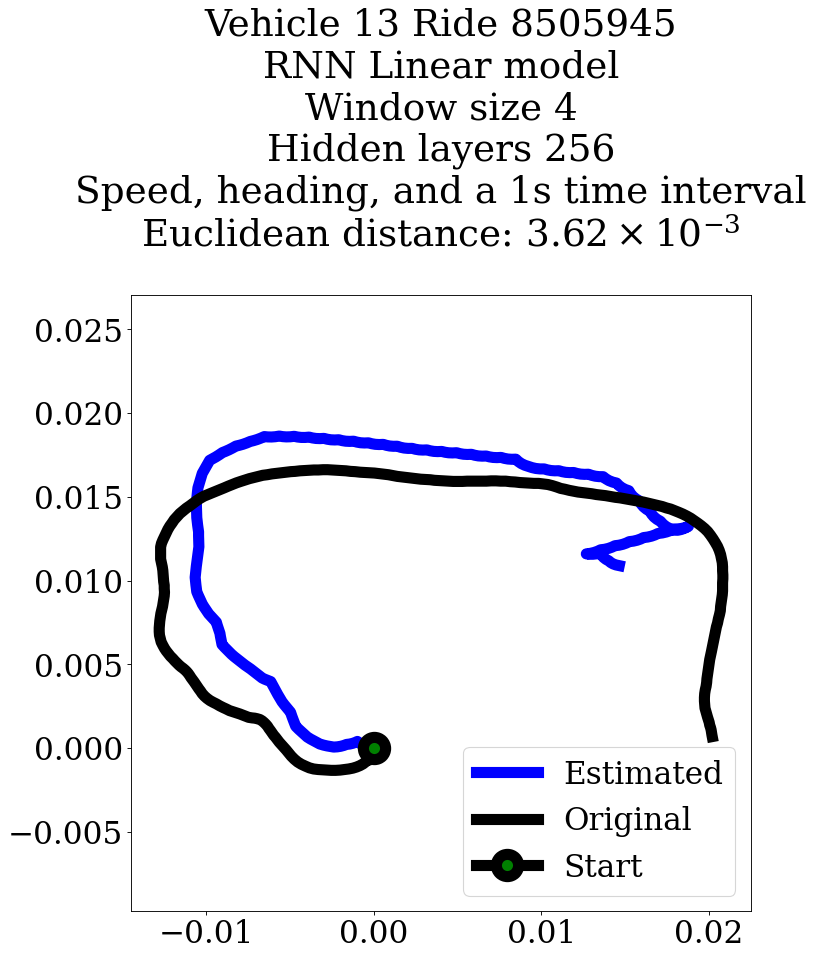 Vehicle 13 Ride 8505945
RNN Linear model
Window size 4
Hidden layers 256
Speed, heading, and a 1s time interval
Euclidean distance: 3.62 × 10⁻³
0.025
0.020
0.015
0.010
0.005
0.000
−0.005
Estimated
Original
Start
−0.01 0.00 0.01 0.02